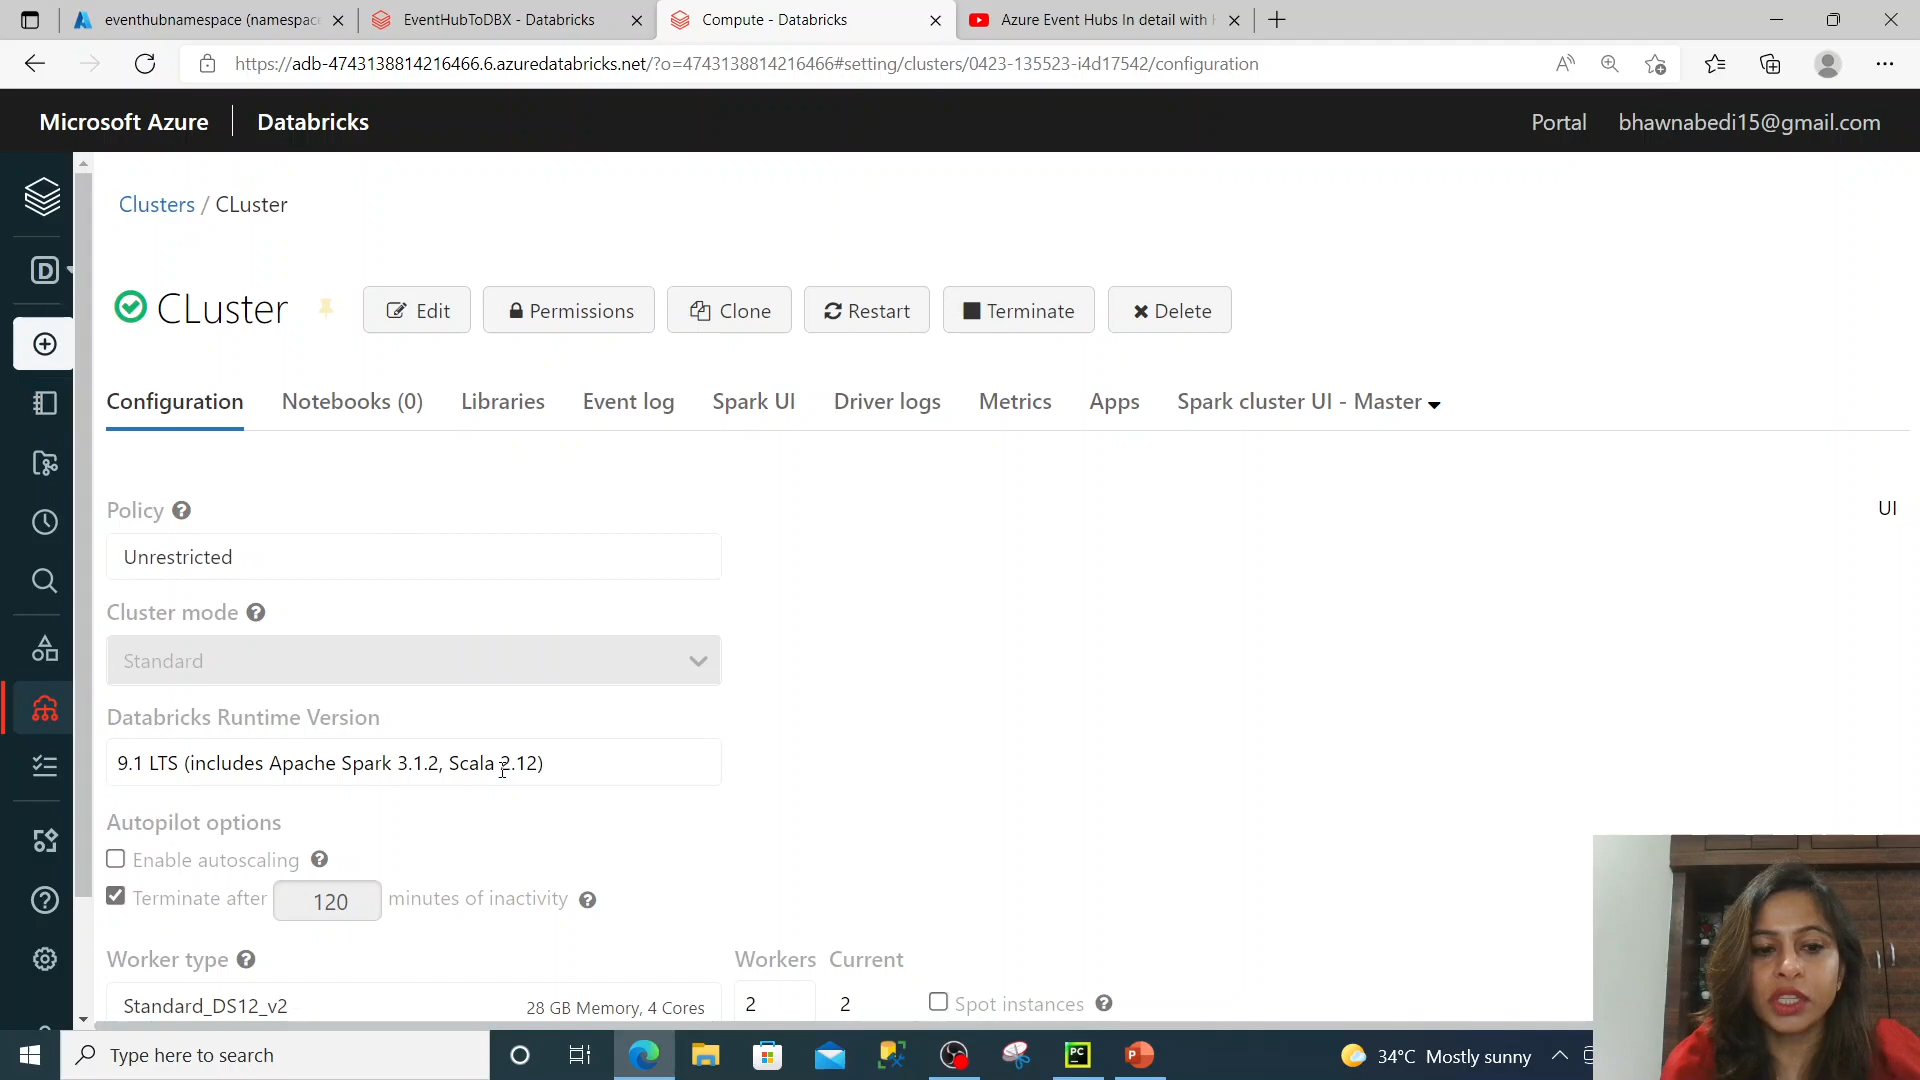 eventhubnamespace (namespace
EventHubToDBX - Databricks
Compute - Databricks
Azure Event Hubs In detail with
https://adb-4743138814216466.6.azuredatabricks.net/?o=4743138814216466#setting/clusters/0423-135523-i4d17542/configuration
Microsoft Azure
Databricks
Portal
bhawnabedi15@gmail.com
Clusters / CLuster
CLuster
Edit
Permissions
Clone
Restart
Terminate
Delete
Configuration
Notebooks (0)
Libraries
Event log
Spark UI
Driver logs
Metrics
Apps
Spark cluster UI - Master
Policy
UI
Unrestricted
Cluster mode
Standard
Databricks Runtime Version
9.1 LTS (includes Apache Spark 3.1.2, Scala 2.12)
Autopilot options
Enable autoscaling
Terminate after 120 minutes of inactivity
Worker type
Workers
Current
Standard_DS12_v2
28 GB Memory, 4 Cores
2
2
Spot instances
Type here to search
34°C Mostly sunny